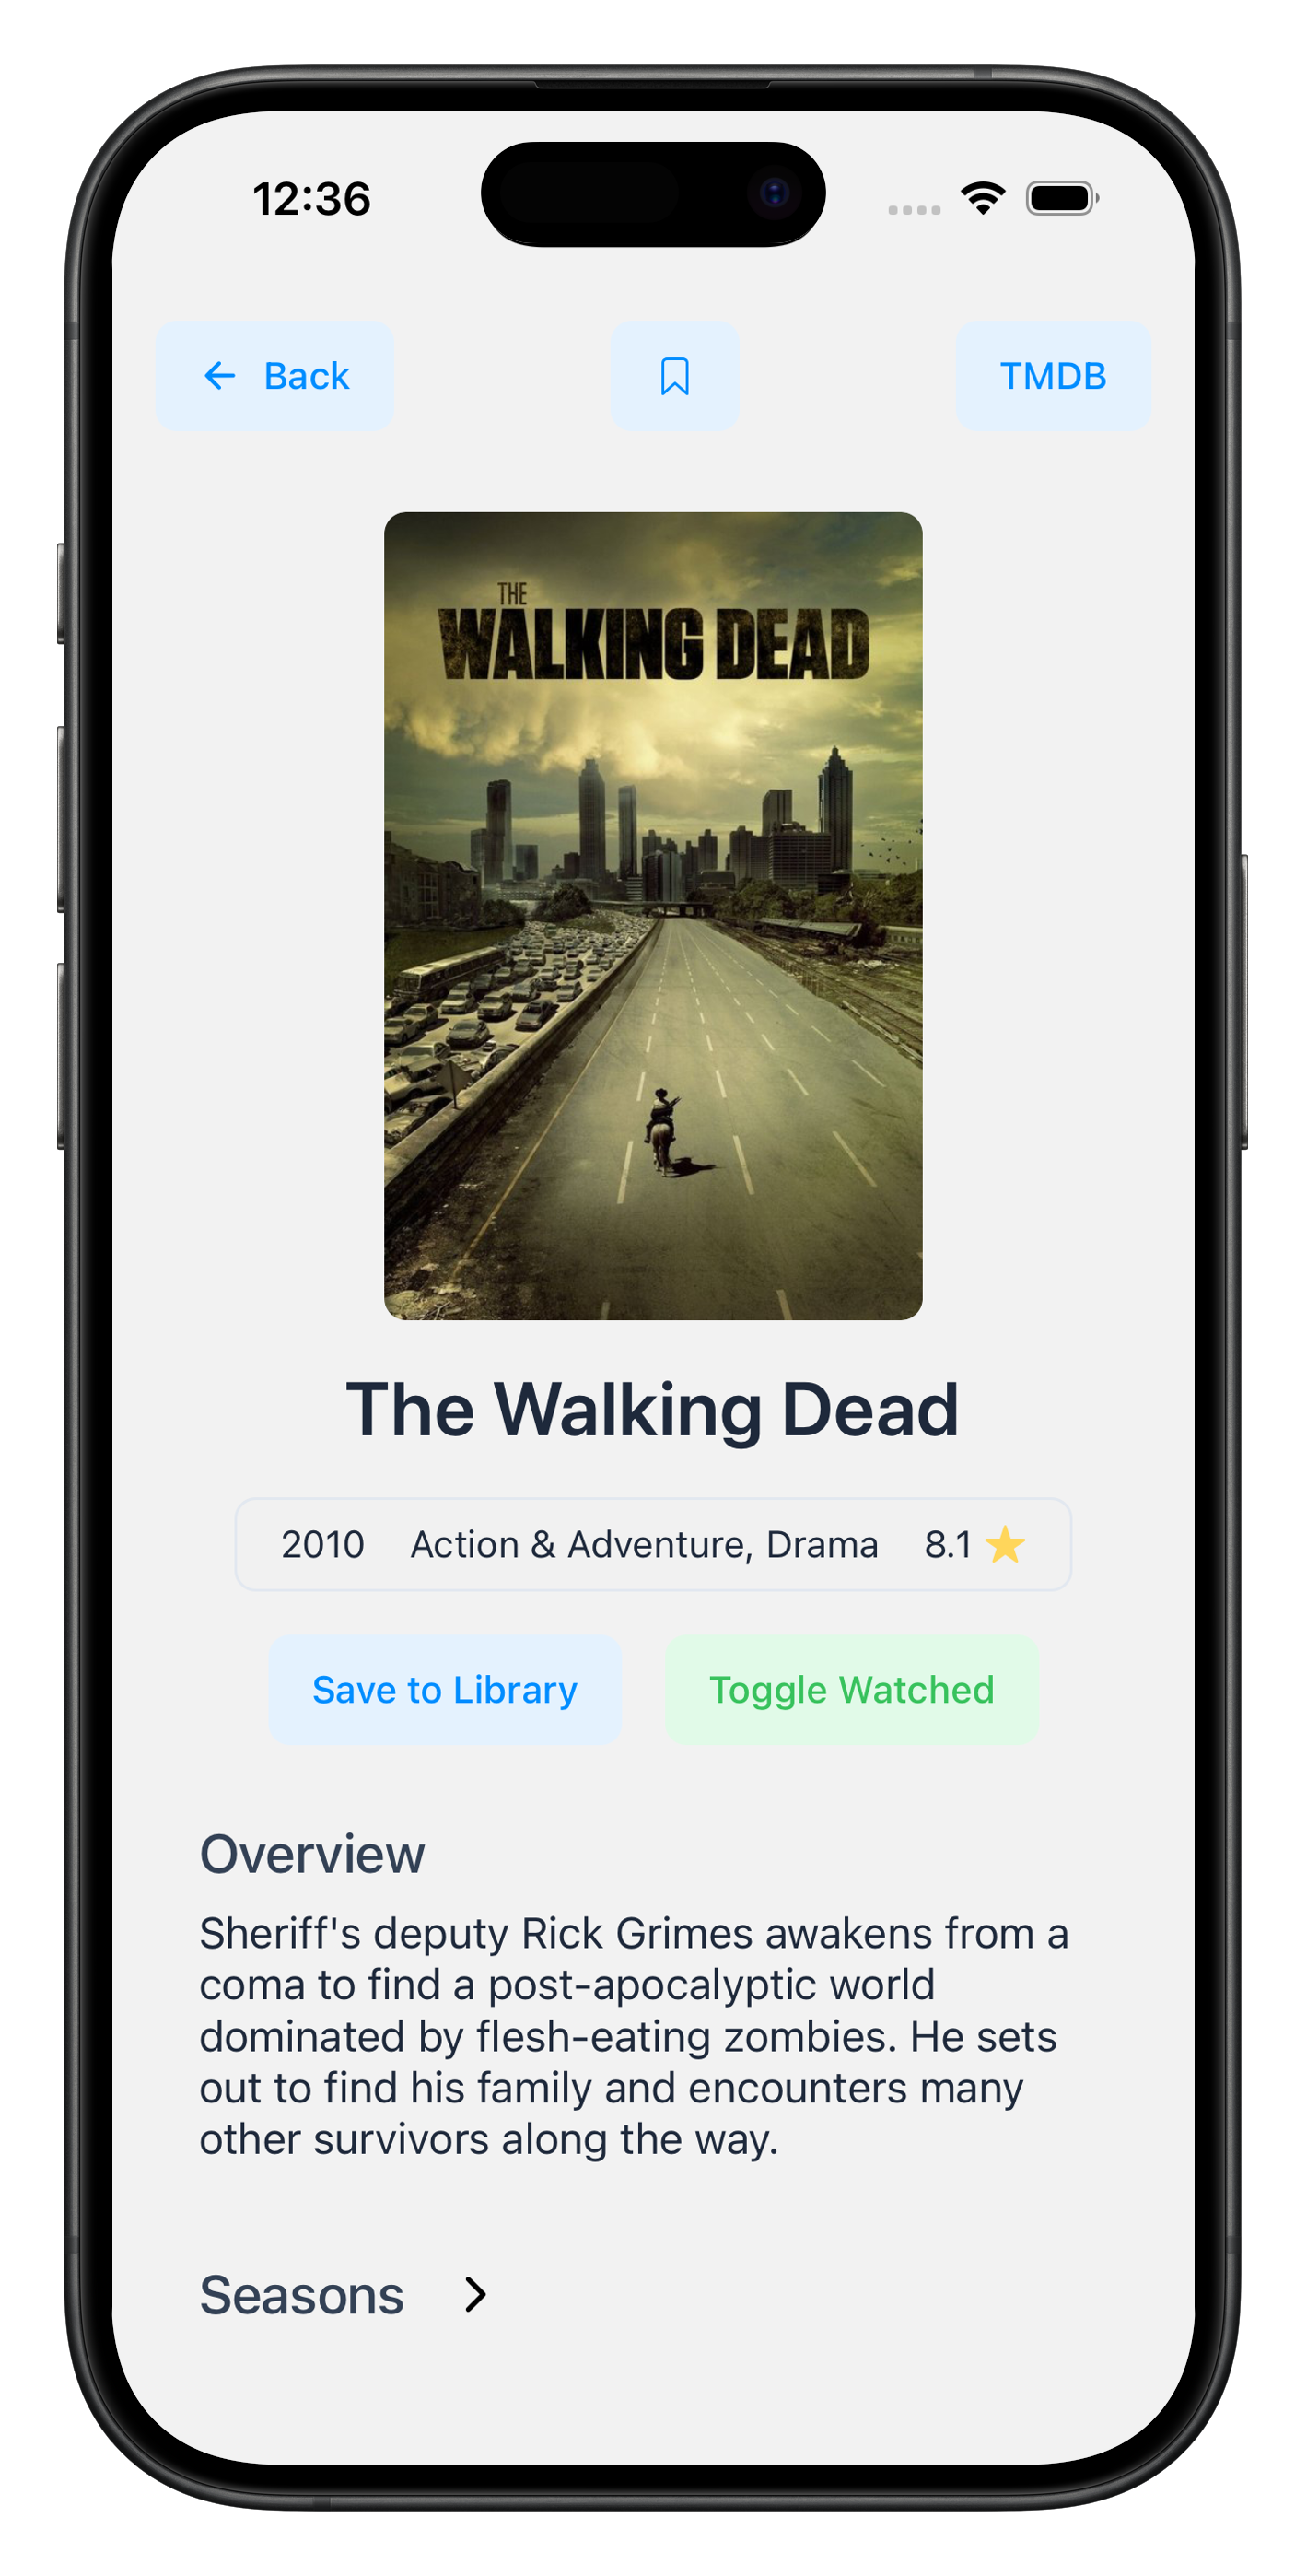 12:36
Back
TMDB
THE
WALKING DEAD
The Walking Dead
2010 Action & Adventure, Drama 8.1
Save to Library
Toggle Watched
Overview
Sheriff's deputy Rick Grimes awakens from a
coma to find a post-apocalyptic world
dominated by flesh-eating zombies. He sets
out to find his family and encounters many
other survivors along the way.
Seasons